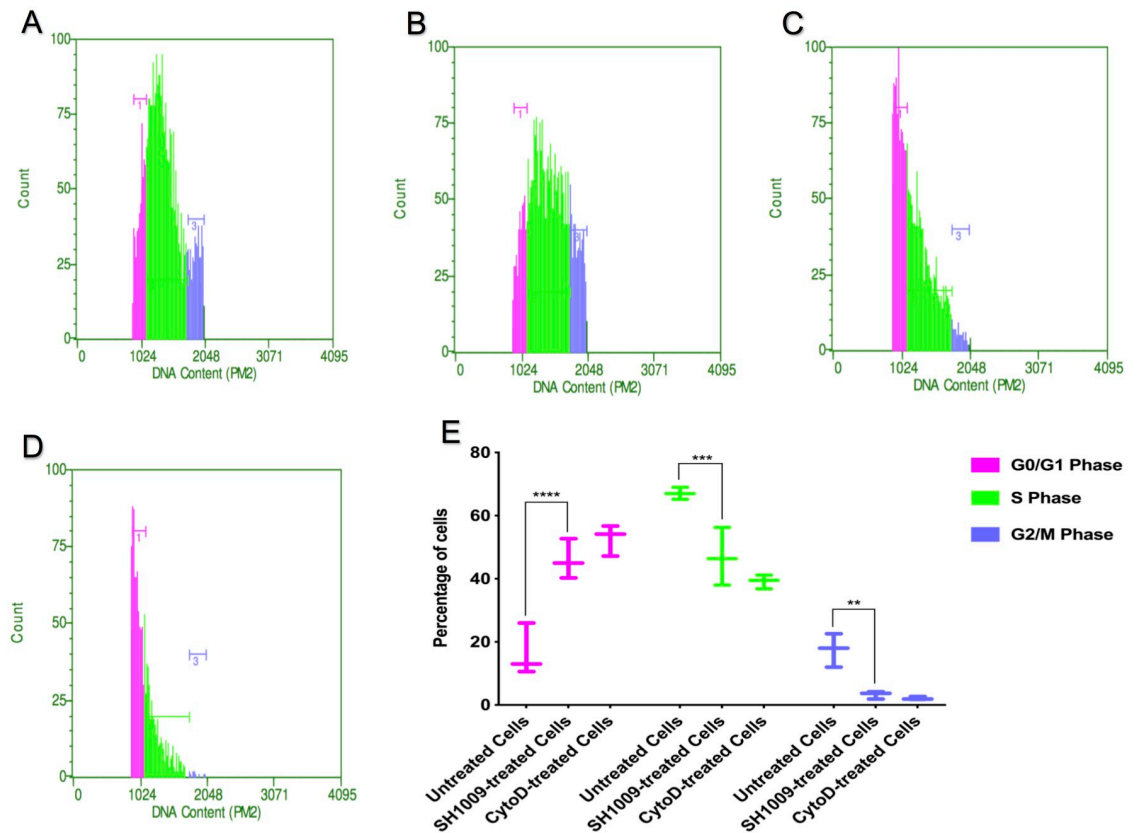 A
100
75
50
25
0
Count
1
3
0 1024 2048 3071 4095
DNA Content (PM2)
B
100
75
50
25
0
Count
1
3
0 1024 2048 3071 4095
DNA Content (PM2)
C
100
75
50
25
0
Count
1
3
0 1024 2048 3071 4095
DNA Content (PM2)
D
100
75
50
25
0
Count
1
3
0 1024 2048 3071 4095
DNA Content (PM2)
E
80
60
40
20
0
Percentage of cells
****
***
**
Untreated Cells
SH1009-treated Cells
CytoD-treated Cells
Untreated Cells
SH1009-treated Cells
CytoD-treated Cells
Untreated Cells
SH1009-treated Cells
CytoD-treated Cells
G0/G1 Phase
S Phase
G2/M Phase